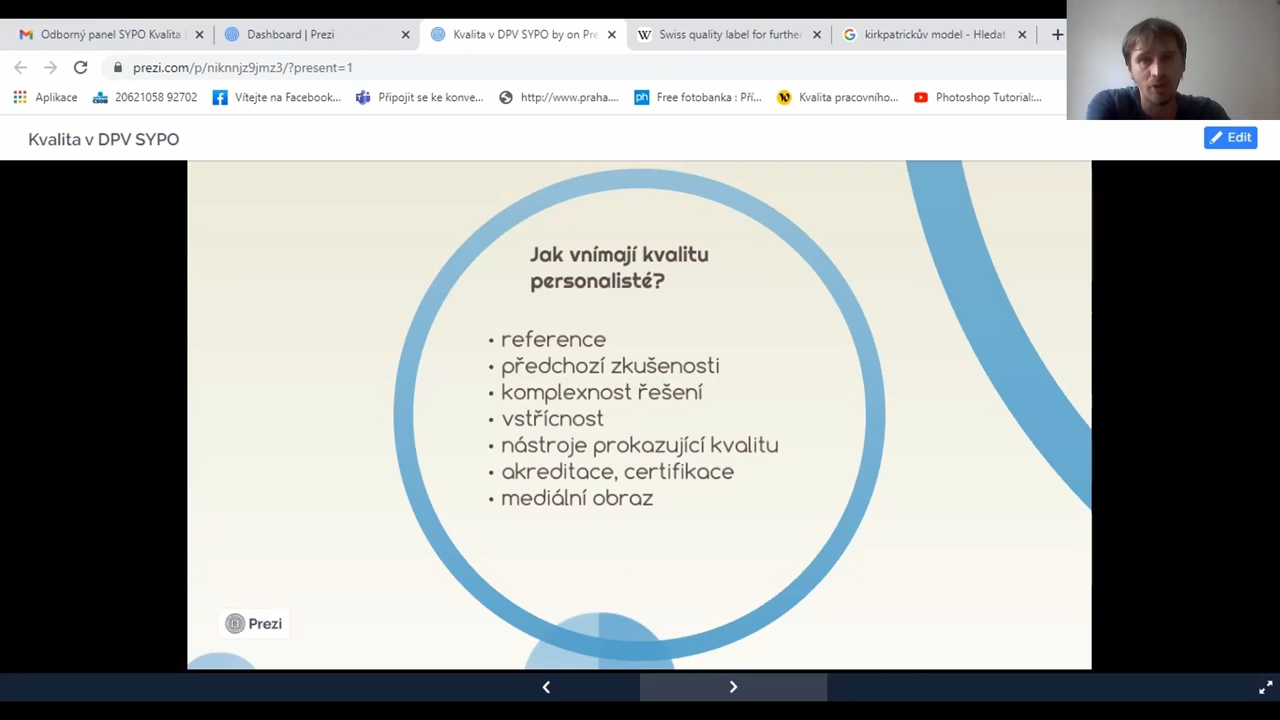 Odborný panel SYPO Kvalita
Dashboard | Prezi
Kvalita v DPV SYPO by on Pre
Swiss quality label for further
kirkpatrickův model - Hledat
prezi.com/p/niknnjz9jmz3/?present=1
Aplikace
20621058 92702
Vítejte na Facebook...
Připojit se ke konve...
http://www.praha....
Free fotobanka : Pří...
Kvalita pracovního...
Photoshop Tutorial:...
Kvalita v DPV SYPO
Edit
Jak vnímají kvalitu
personalisté?
• reference
• předchozí zkušenosti
• komplexnost řešení
• vstřícnost
• nástroje prokazující kvalitu
• akreditace, certifikace
• mediální obraz
Prezi